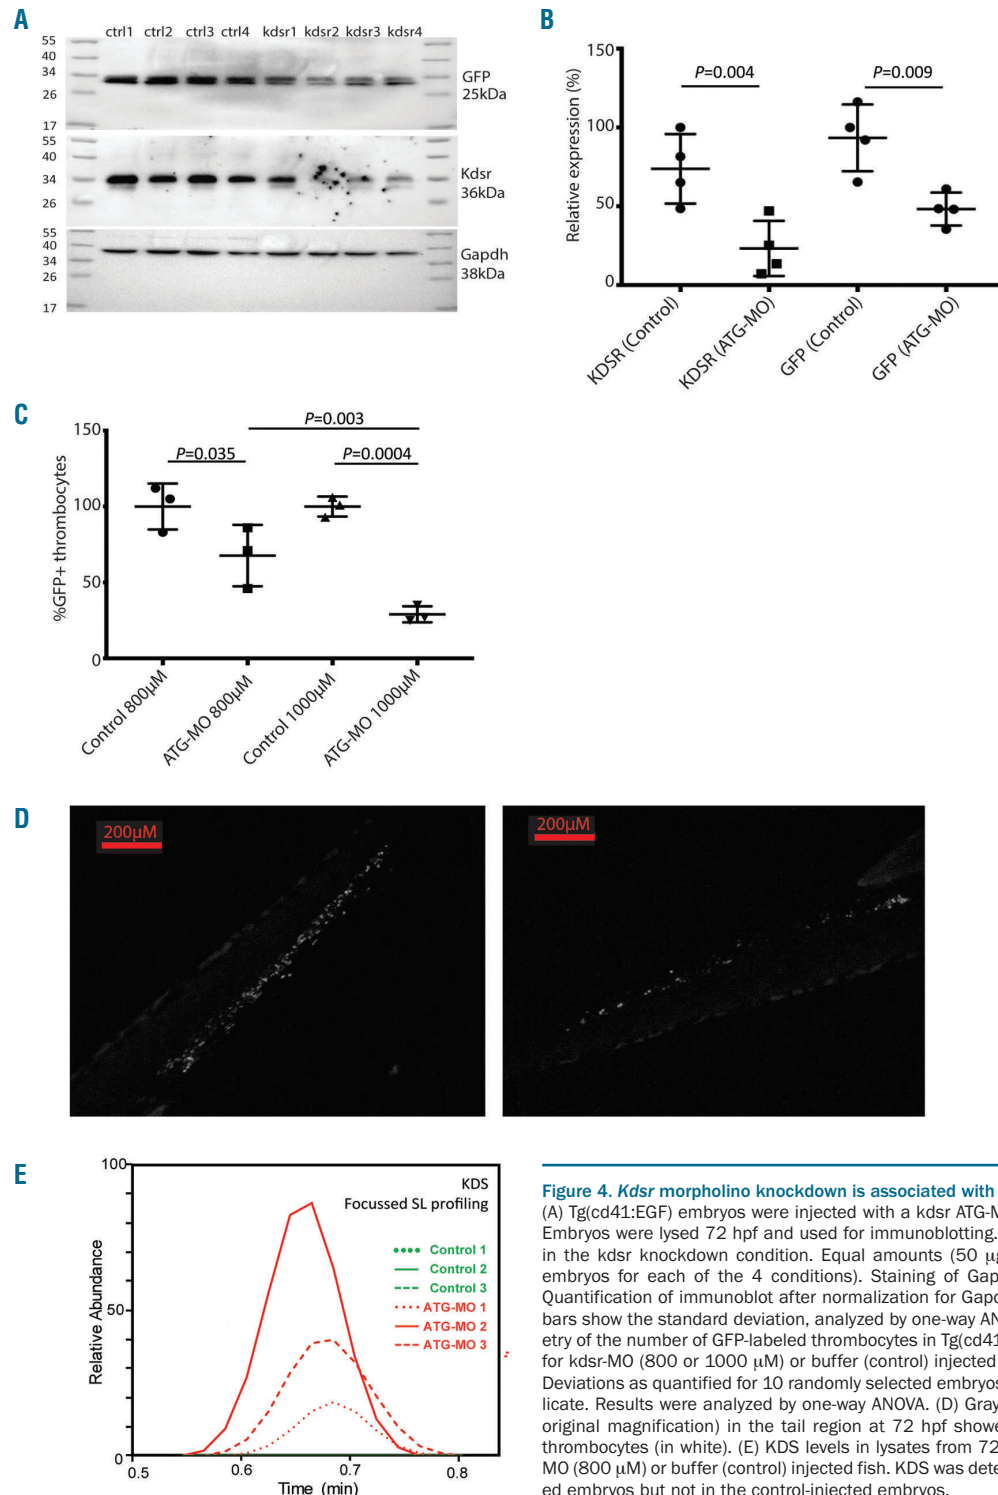 A
ctrl1 ctrl2 ctrl3 ctrl4 kdsr1 kdsr2 kdsr3 kdsr4
55
40
34
26
17
GFP
25kDa
55
40
34
26
Kdsr
36kDa
55
40
34
26
17
Gapdh
38kDa
B
Relative expression (%)
150
100
50
0
P=0.004
P=0.009
KDSR (Control)
KDSR (ATG-MO)
GFP (Control)
GFP (ATG-MO)
C
%GFP+ thrombocytes
150
100
50
0
P=0.003
P=0.035
P=0.0004
Control 800µM
ATG-MO 800µM
Control 1000µM
ATG-MO 1000µM
D
200µM
200µM
E
Relative Abundance
100
50
0
0.5
0.6
0.7
0.8
Time (min)
KDS
Focussed SL profiling
Control 1
Control 2
Control 3
ATG-MO 1
ATG-MO 2
ATG-MO 3
Figure 4. Kdsr morpholino knockdown is associated with
(A) Tg(cd41:EGF) embryos were injected with a kdsr ATG-M
Embryos were lysed 72 hpf and used for immunoblotting.
in the kdsr knockdown condition. Equal amounts (50 μg
embryos for each of the 4 conditions). Staining of Gap
Quantification of immunoblot after normalization for Gapd
bars show the standard deviation, analyzed by one-way AN
etry of the number of GFP-labeled thrombocytes in Tg(cd41
for kdsr-MO (800 or 1000 μM) or buffer (control) injected
Deviations as quantified for 10 randomly selected embryos
licate. Results were analyzed by one-way ANOVA. (D) Gray
original magnification) in the tail region at 72 hpf showe
thrombocytes (in white). (E) KDS levels in lysates from 72
MO (800 μM) or buffer (control) injected fish. KDS was dete
ed embryos but not in the control-injected embryos.